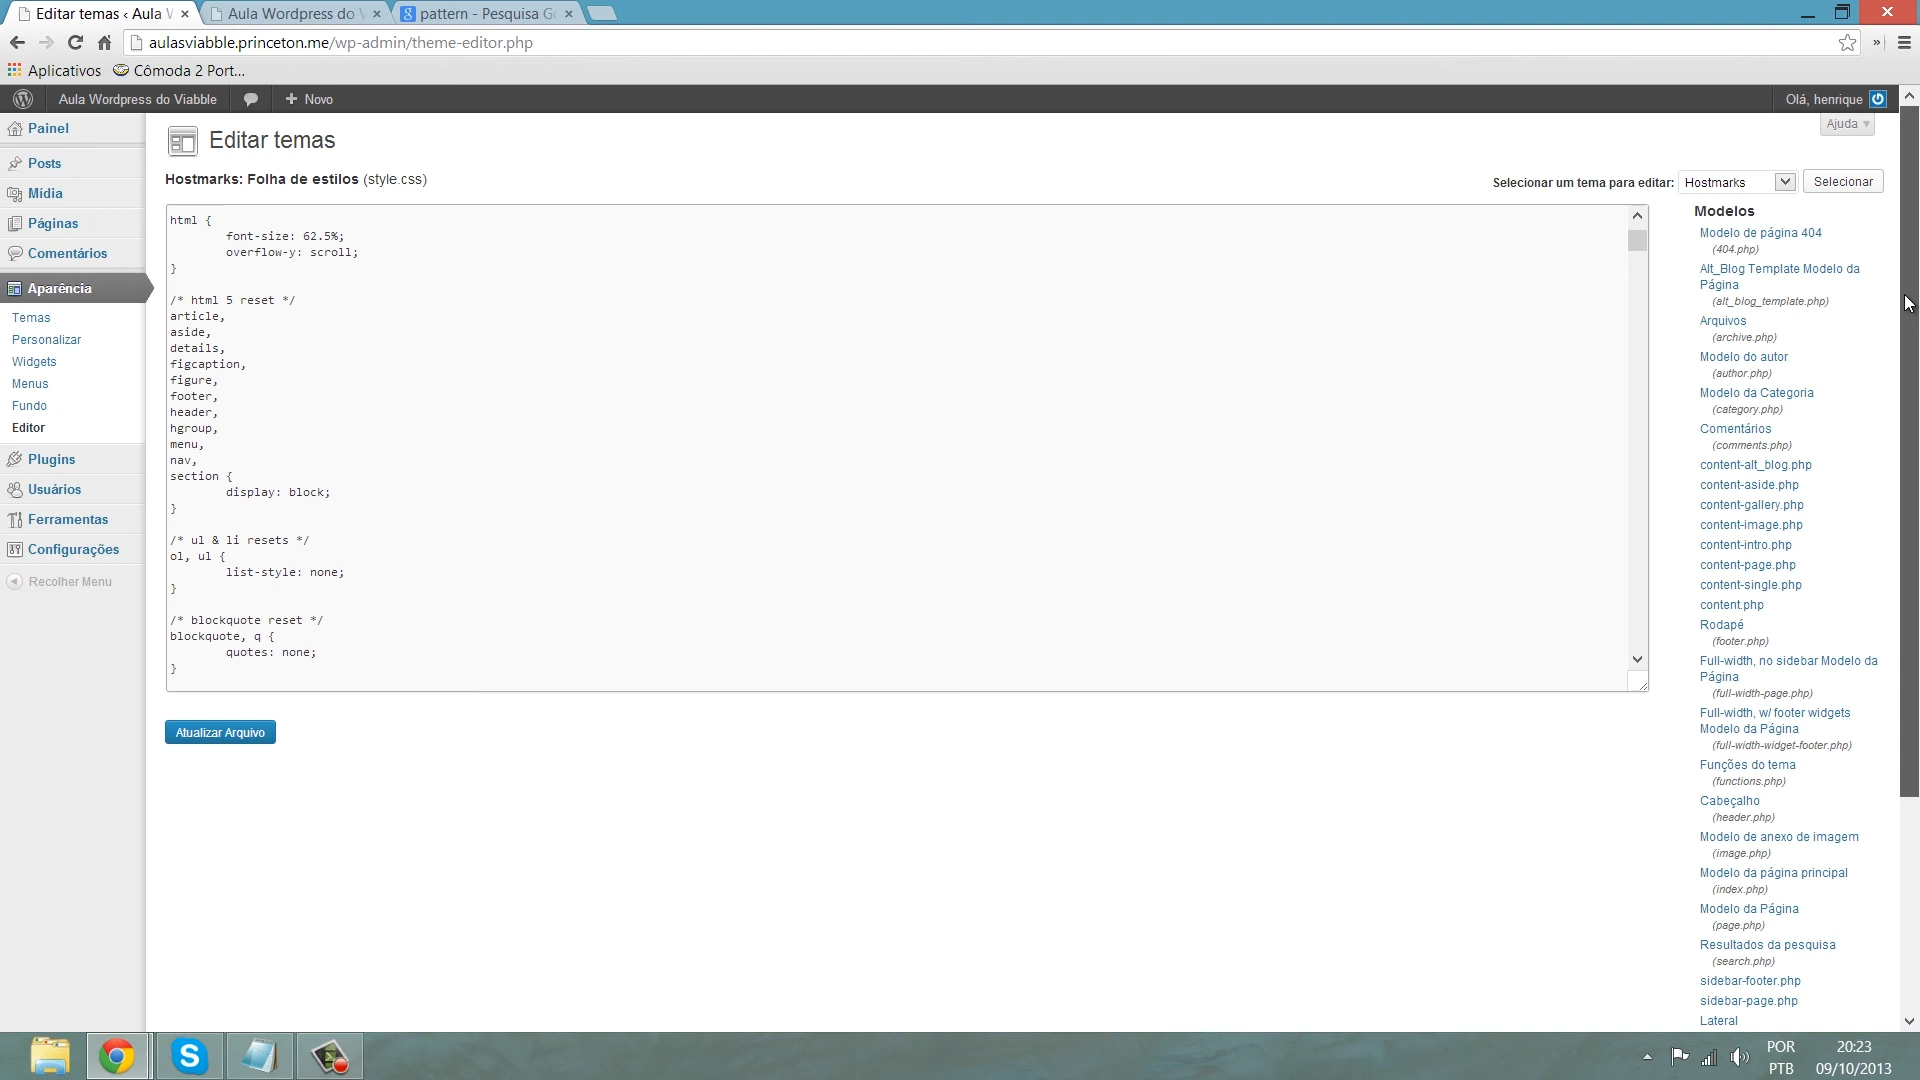 Editar temas ‹ Aula W
Aula Wordpress do V
pattern - Pesquisa Go
aulasviabble.princeton.me/wp-admin/theme-editor.php
Aplicativos
Cômoda 2 Port...
Aula Wordpress do Viabble
+ Novo
Olá, henrique
Ajuda
Painel
Posts
Mídia
Páginas
Comentários
Aparência
Temas
Personalizar
Widgets
Menus
Fundo
Editor
Plugins
Usuários
Ferramentas
Configurações
Recolher Menu
Editar temas
Hostmarks: Folha de estilos (style.css)
Selecionar um tema para editar: Hostmarks Selecionar
html {
font-size: 62.5%;
overflow-y: scroll;
}
/* html 5 reset */
article,
aside,
details,
figcaption,
figure,
footer,
header,
hgroup,
menu,
nav,
section {
display: block;
}
/* ul & li resets */
ol, ul {
list-style: none;
}
/* blockquote reset */
blockquote, q {
quotes: none;
}
Atualizar Arquivo
Modelos
Modelo de página 404
(404.php)
Alt_Blog Template Modelo da
Página
(alt_blog_template.php)
Arquivos
(archive.php)
Modelo do autor
(author.php)
Modelo da Categoria
(category.php)
Comentários
(comments.php)
content-alt_blog.php
content-aside.php
content-gallery.php
content-image.php
content-intro.php
content-page.php
content-single.php
content.php
Rodapé
(footer.php)
Full-width, no sidebar Modelo da
Página
(full-width-page.php)
Full-width, w/ footer widgets
Modelo da Página
(full-width-widget-footer.php)
Funções do tema
(functions.php)
Cabeçalho
(header.php)
Modelo de anexo de imagem
(image.php)
Modelo da página principal
(index.php)
Modelo da Página
(page.php)
Resultados da pesquisa
(search.php)
sidebar-footer.php
sidebar-page.php
Lateral
POR
PTB
20:23
09/10/2013